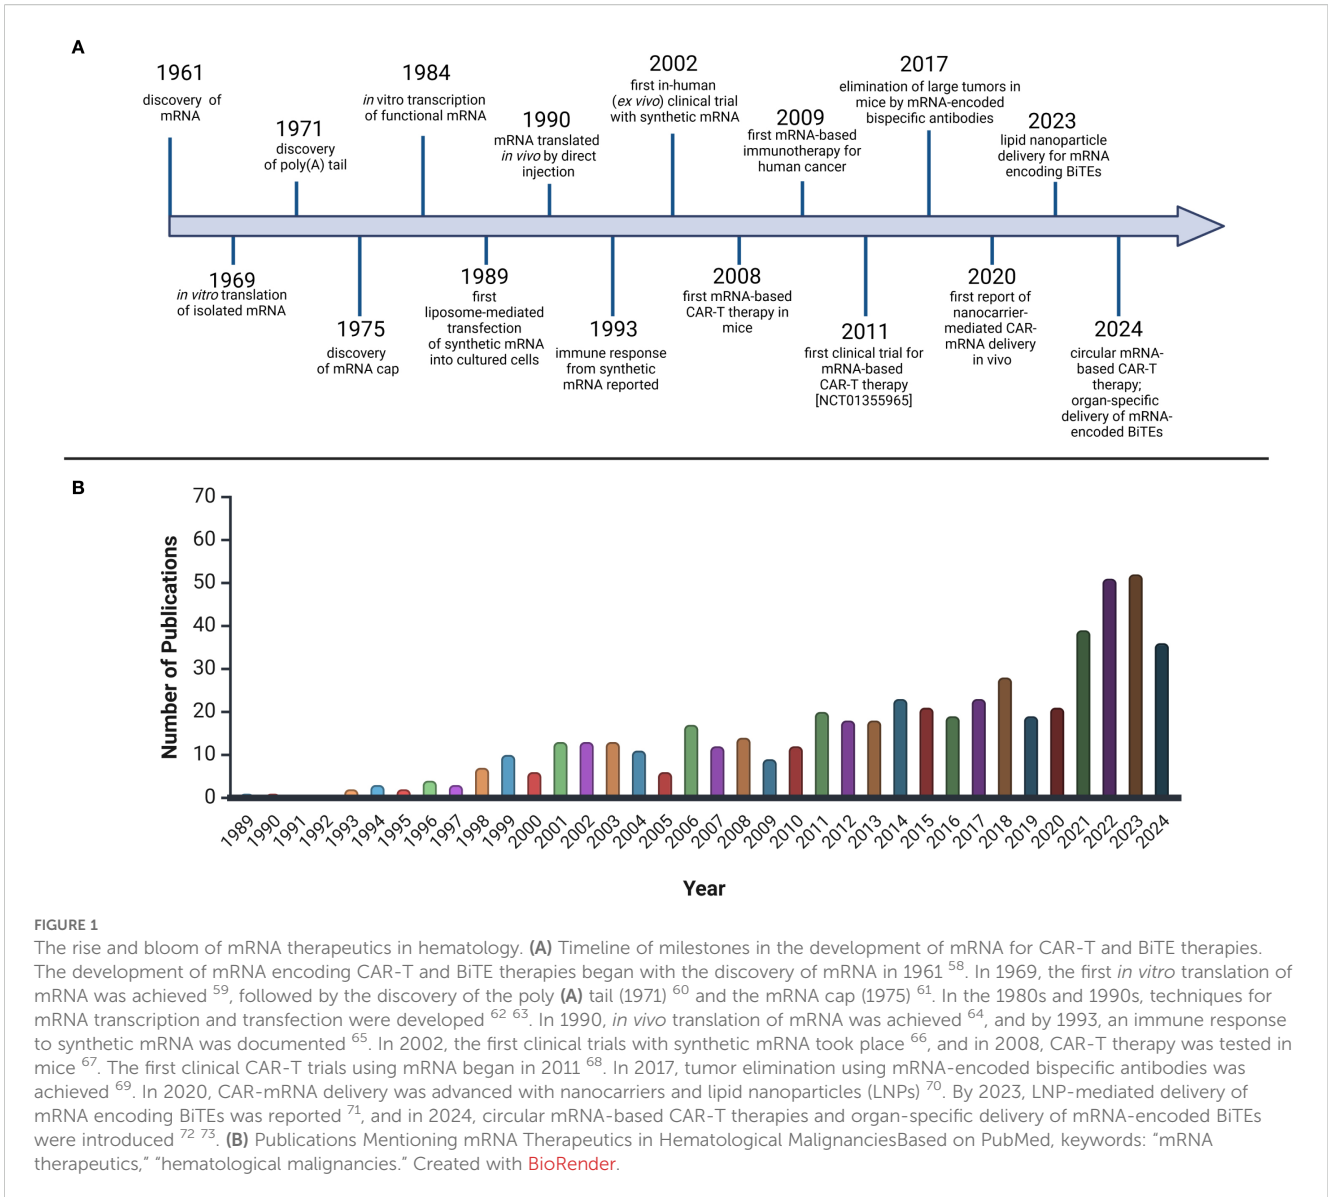 A
1961
discovery of
mRNA
1971
discovery
of poly(A) tail
1984
in vitro transcription
of functional mRNA
1990
mRNA translated
in vivo by direct
injection
2002
first in-human
(ex vivo) clinical trial
with synthetic mRNA
2009
first mRNA-based
immunotherapy for
human cancer
2017
elimination of large tumors in
mice by mRNA-encoded
bispecific antibodies
2023
lipid nanoparticle
delivery for mRNA
encoding BiTEs
1969
in vitro translation
of isolated mRNA
1975
discovery
of mRNA cap
1989
first
liposome-mediated
transfection
of synthetic mRNA
into cultured cells
1993
immune response
from synthetic
mRNA reported
2008
first mRNA-based
CAR-T therapy in
mice
2011
first clinical trial for
mRNA-based
CAR-T therapy
[NCT01355965]
2020
first report of
nanocarrier-
mediated CAR-
mRNA delivery
in vivo
2024
circular mRNA-
based CAR-T
therapy;
organ-specific
delivery of mRNA-
encoded BiTEs
B
Number of Publications
70
60
50
40
30
20
10
0
1989
1990
1991
1992
1993
1994
1995
1996
1997
1998
1999
2000
2001
2002
2003
2004
2005
2006
2007
2008
2009
2010
2011
2012
2013
2014
2015
2016
2017
2018
2019
2020
2021
2022
2023
2024
Year
FIGURE 1
The rise and bloom of mRNA therapeutics in hematology. (A) Timeline of milestones in the development of mRNA for CAR-T and BiTE therapies.
The development of mRNA encoding CAR-T and BiTE therapies began with the discovery of mRNA in 1961 58. In 1969, the first in vitro translation of
mRNA was achieved 59, followed by the discovery of the poly (A) tail (1971) 60 and the mRNA cap (1975) 61. In the 1980s and 1990s, techniques for
mRNA transcription and transfection were developed 62 63. In 1990, in vivo translation of mRNA was achieved 64, and by 1993, an immune response
to synthetic mRNA was documented 65. In 2002, the first clinical trials with synthetic mRNA took place 66, and in 2008, CAR-T therapy was tested in
mice 67. The first clinical CAR-T trials using mRNA began in 2011 68. In 2017, tumor elimination using mRNA-encoded bispecific antibodies was
achieved 69. In 2020, CAR-mRNA delivery was advanced with nanocarriers and lipid nanoparticles (LNPs) 70. By 2023, LNP-mediated delivery of
mRNA encoding BiTEs was reported 71, and in 2024, circular mRNA-based CAR-T therapies and organ-specific delivery of mRNA-encoded BiTEs
were introduced 72 73. (B) Publications Mentioning mRNA Therapeutics in Hematological MalignanciesBased on PubMed, keywords: “mRNA
therapeutics,” “hematological malignancies.” Created with BioRender.